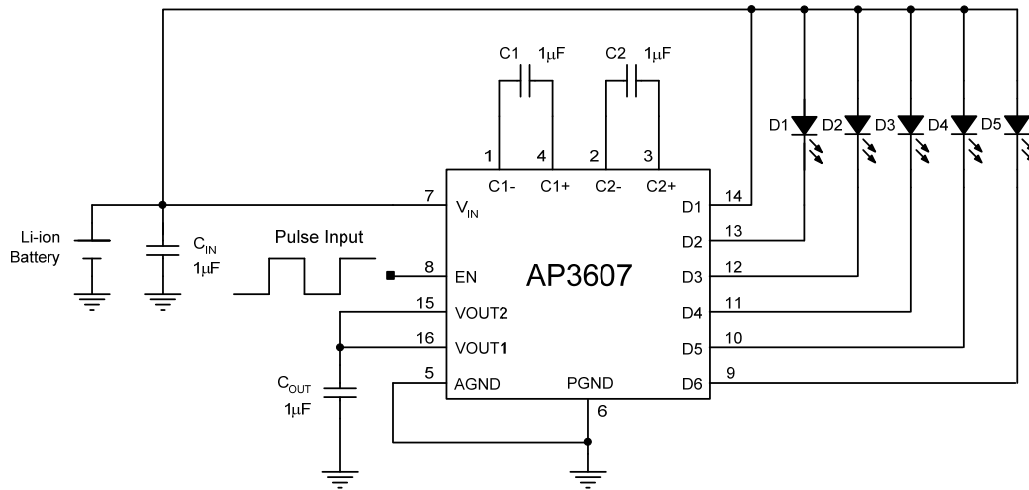 C1 1μF C2 1μF
D1 D2 D3 D4 D5
1 4 2 3
C1- C1+ C2- C2+
7 VIN D1 14
Li-ion
Battery
CIN
1μF
Pulse Input
D2 13
8 EN AP3607 D3 12
15 VOUT2 D4 11
16 VOUT1 D5 10
5 AGND PGND D6 9
COUT
1μF
6